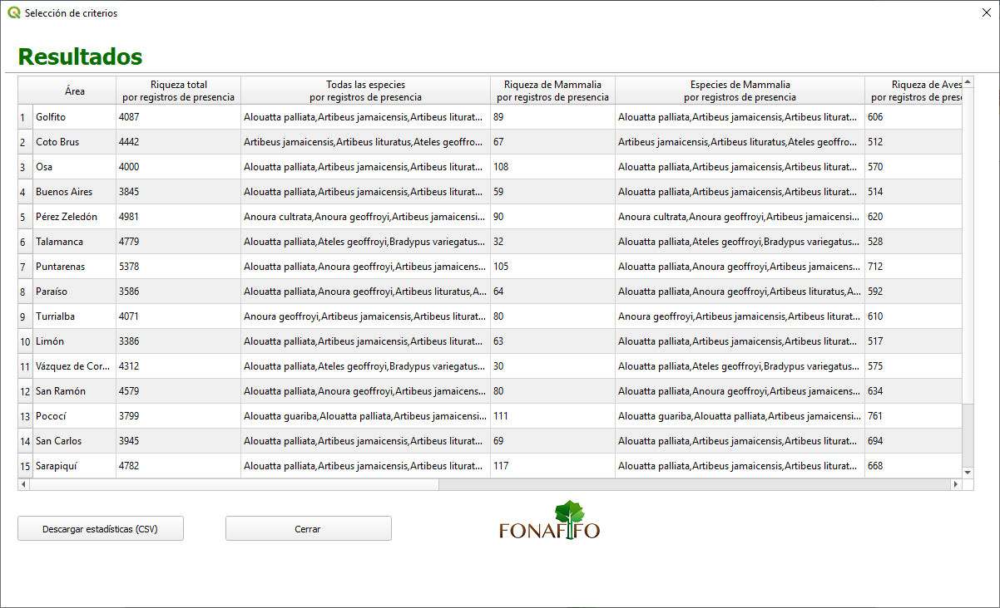 Selección de criterios
Resultados
Área Riqueza total por registros de presencia Todas las especies por registros de presencia Riqueza de Mammalia por registros de presencia Especies de Mammalia por registros de presencia Riqueza de Aves por registros de prese
1 Golfito 4087 Alouatta palliata,Artibeus jamaicensis,Artibeus liturat... 89 Alouatta palliata,Artibeus jamaicensis,Artibeus liturat... 606
2 Coto Brus 4442 Artibeus jamaicensis,Artibeus lituratus,Ateles geoffro... 67 Artibeus jamaicensis,Artibeus lituratus,Ateles geoffro... 512
3 Osa 4000 Alouatta palliata,Artibeus jamaicensis,Artibeus liturat... 108 Alouatta palliata,Artibeus jamaicensis,Artibeus liturat... 570
4 Buenos Aires 3845 Alouatta palliata,Artibeus jamaicensis,Artibeus liturat... 59 Alouatta palliata,Artibeus jamaicensis,Artibeus liturat... 514
5 Pérez Zeledón 4981 Anoura cultrata,Anoura geoffroyi,Artibeus jamaicensi... 90 Anoura cultrata,Anoura geoffroyi,Artibeus jamaicensi... 620
6 Talamanca 4779 Alouatta palliata,Ateles geoffroyi,Bradypus variegatus... 32 Alouatta palliata,Ateles geoffroyi,Bradypus variegatus... 528
7 Puntarenas 5378 Alouatta palliata,Anoura geoffroyi,Artibeus jamaicens... 105 Alouatta palliata,Anoura geoffroyi,Artibeus jamaicens... 712
8 Paraíso 3586 Alouatta palliata,Anoura geoffroyi,Artibeus lituratus,A... 64 Alouatta palliata,Anoura geoffroyi,Artibeus lituratus,A... 592
9 Turrialba 4071 Anoura geoffroyi,Artibeus jamaicensis,Artibeus liturat... 80 Anoura geoffroyi,Artibeus jamaicensis,Artibeus liturat... 610
10 Limón 3386 Alouatta palliata,Artibeus jamaicensis,Artibeus liturat... 63 Alouatta palliata,Artibeus jamaicensis,Artibeus liturat... 517
11 Vázquez de Cor... 4312 Alouatta palliata,Ateles geoffroyi,Bradypus variegatus... 30 Alouatta palliata,Ateles geoffroyi,Bradypus variegatus... 575
12 San Ramón 4579 Alouatta palliata,Anoura geoffroyi,Artibeus jamaicens... 80 Alouatta palliata,Anoura geoffroyi,Artibeus jamaicens... 634
13 Pococí 3799 Alouatta guariba,Alouatta palliata,Artibeus jamaicensi... 111 Alouatta guariba,Alouatta palliata,Artibeus jamaicensi... 761
14 San Carlos 3945 Alouatta palliata,Artibeus jamaicensis,Artibeus liturat... 69 Alouatta palliata,Artibeus jamaicensis,Artibeus liturat... 694
15 Sarapiquí 4782 Alouatta palliata,Artibeus jamaicensis,Artibeus liturat... 117 Alouatta palliata,Artibeus jamaicensis,Artibeus liturat... 668
Descargar estadísticas (CSV) Cerrar FONAFIFO